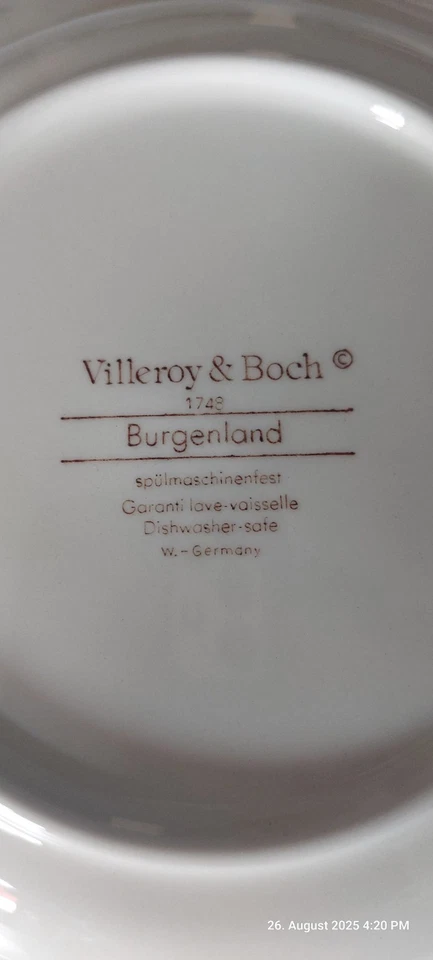 Villeroy & Boch ©
1748
Burgenland
spülmaschinenfest
Garanti lave-vaisselle
Dishwasher-safe
W.-Germany
26. August 2025 4:20 PM